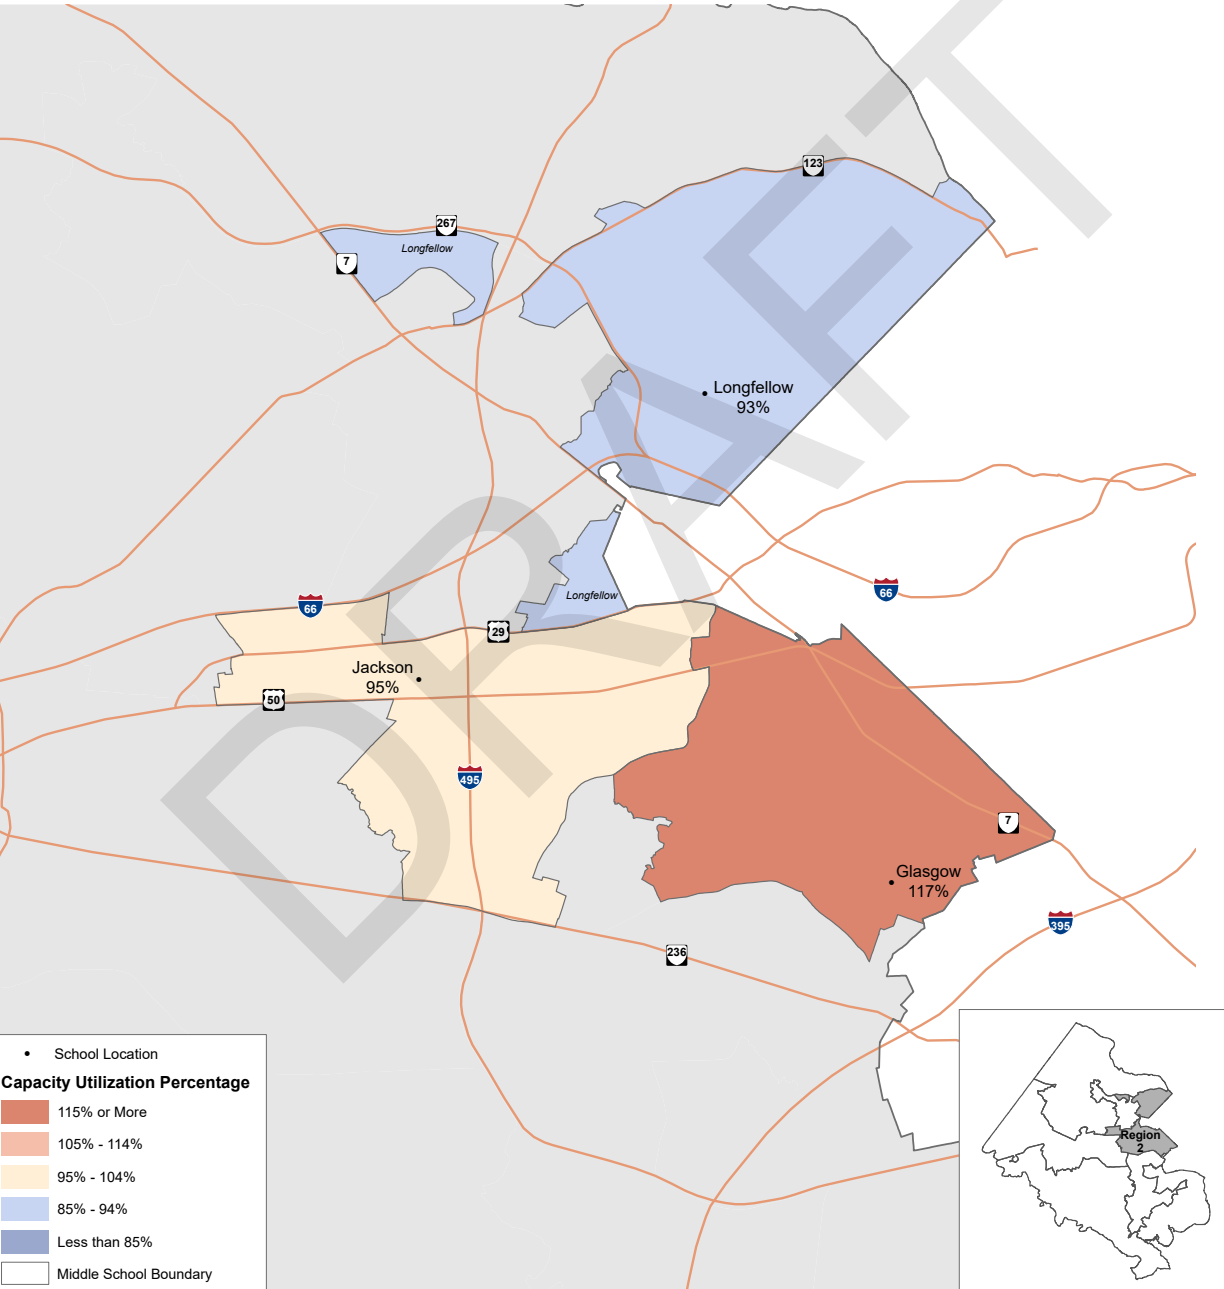 123
267
Longfellow
7
Longfellow
93%
66
66
Longfellow
29
Jackson
95%
50
495
7
Glasgow
117%
395
236
DRAFT
School Location
Capacity Utilization Percentage
115% or More
105% - 114%
95% - 104%
85% - 94%
Less than 85%
Middle School Boundary
Region
2